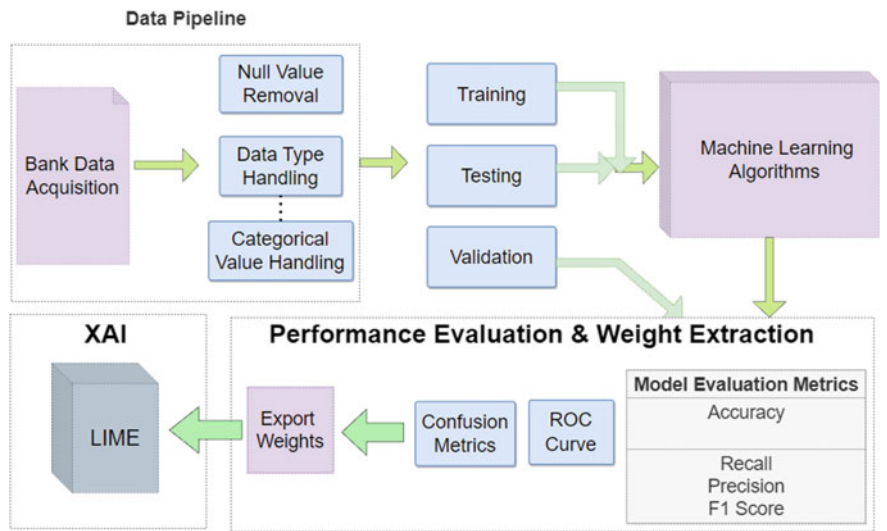 Data Pipeline
Bank Data
Acquisition
Null Value
Removal
Data Type
Handling
Categorical
Value Handling
Training
Testing
Validation
Machine Learning
Algorithms
XAI
LIME
Performance Evaluation & Weight Extraction
Export
Weights
Confusion
Metrics
ROC
Curve
Model Evaluation Metrics
Accuracy
Recall
Precision
F1 Score